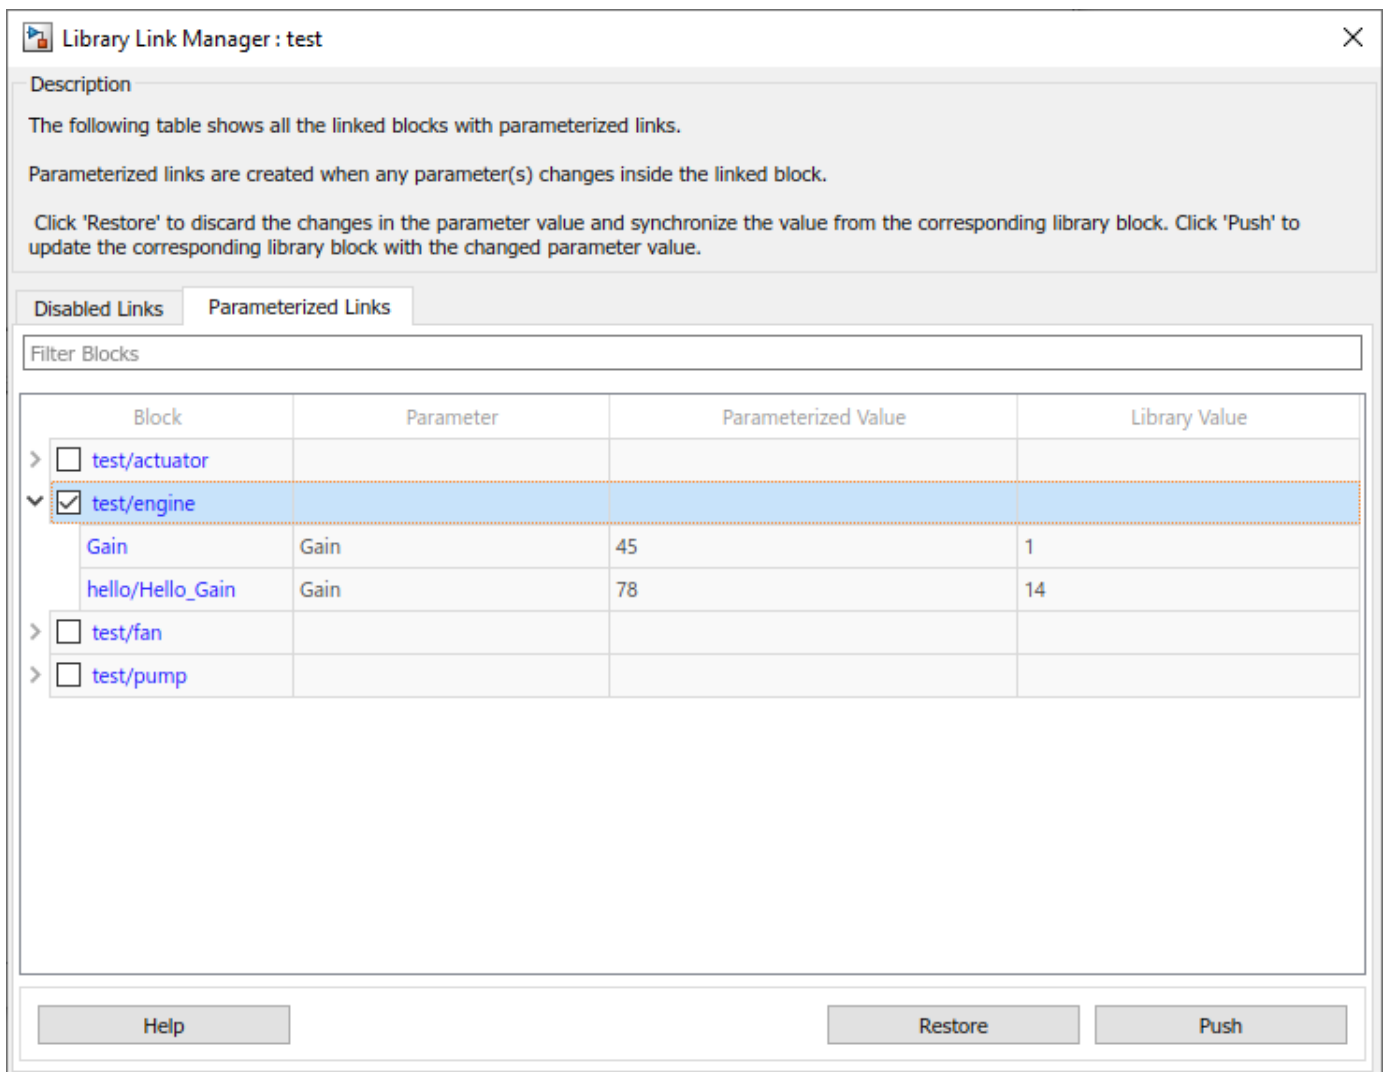 Library Link Manager : test
Description
The following table shows all the linked blocks with parameterized links.
Parameterized links are created when any parameter(s) changes inside the linked block.
Click 'Restore' to discard the changes in the parameter value and synchronize the value from the corresponding library block. Click 'Push' to
update the corresponding library block with the changed parameter value.
Disabled Links Parameterized Links
Filter Blocks
Block Parameter Parameterized Value Library Value
test/actuator
test/engine
Gain Gain 45 1
hello/Hello_Gain Gain 78 14
test/fan
test/pump
Help Restore Push